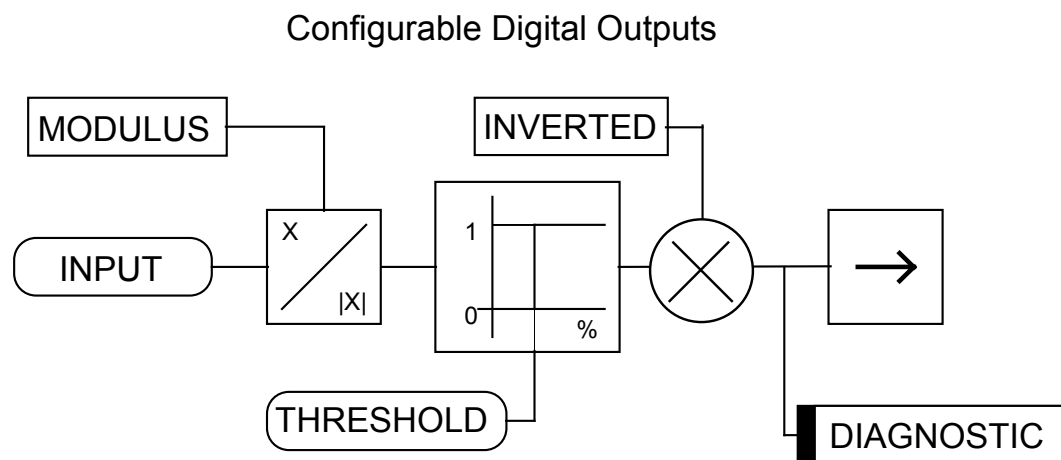 Configurable Digital Outputs
MODULUS
INVERTED
INPUT
X
|X|
1
0
%
THRESHOLD
DIAGNOSTIC